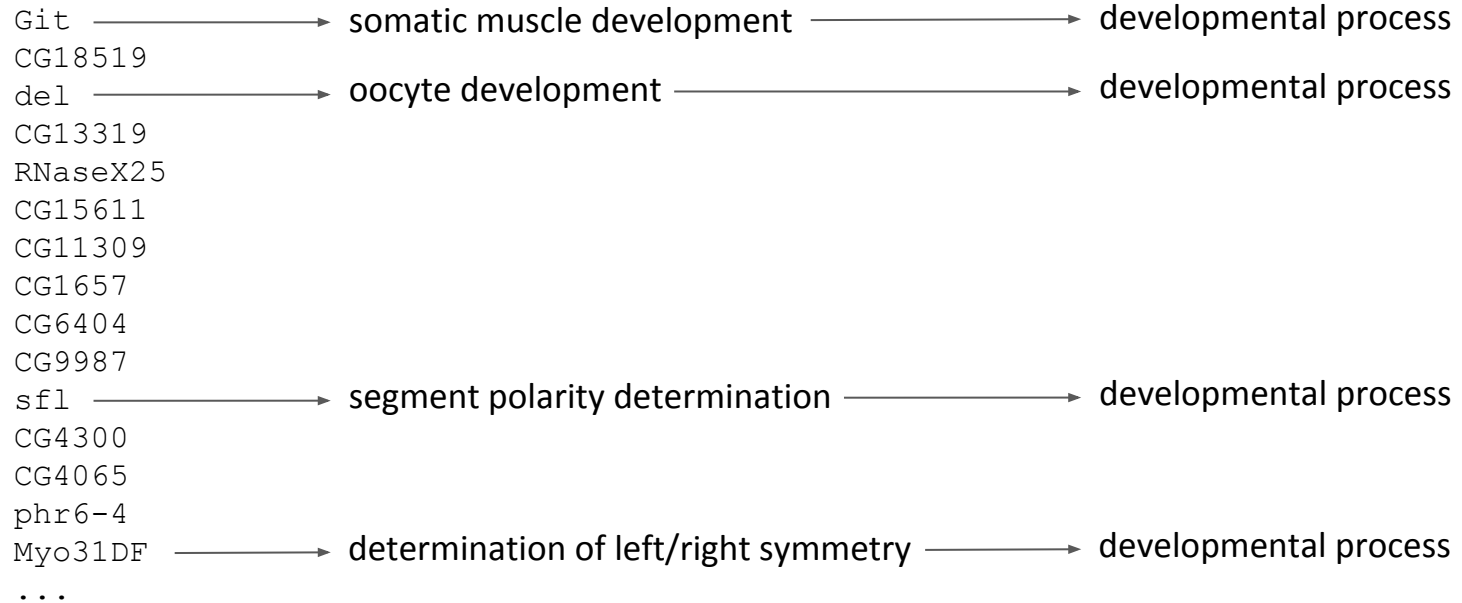 Git somatic muscle development developmental process
CG18519
del oocyte development developmental process
CG13319
RNaseX25
CG15611
CG11309
CG1657
CG6404
CG9987
sfl segment polarity determination developmental process
CG4300
CG4065
phr6-4
Myo31DF determination of left/right symmetry developmental process
...